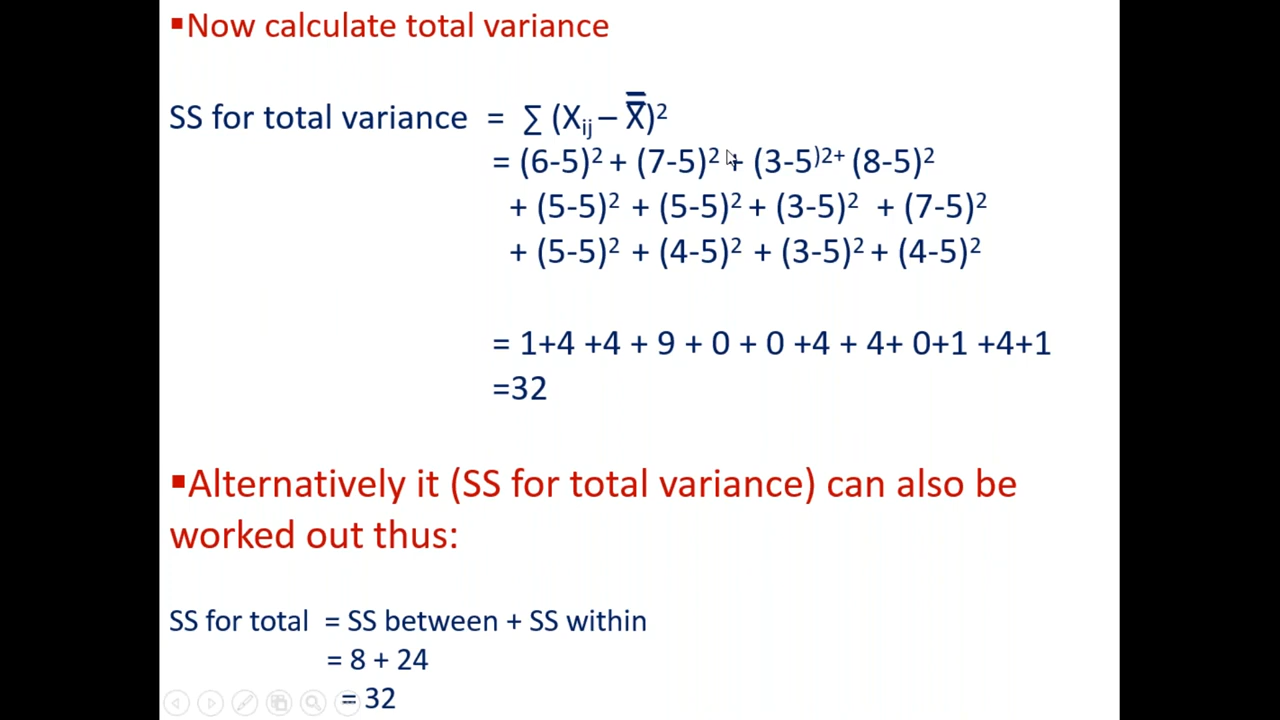 ▪Now calculate total variance
SS for total variance = ∑ (Xᵢⱼ – X̿)²
= (6-5)² + (7-5)² + (3-5)²⁺ (8-5)²
+ (5-5)² + (5-5)² + (3-5)² + (7-5)²
+ (5-5)² + (4-5)² + (3-5)² + (4-5)²
= 1+4 +4 + 9 + 0 + 0 +4 + 4+ 0+1 +4+1
=32
▪Alternatively it (SS for total variance) can also be
worked out thus:
SS for total = SS between + SS within
= 8 + 24
= 32